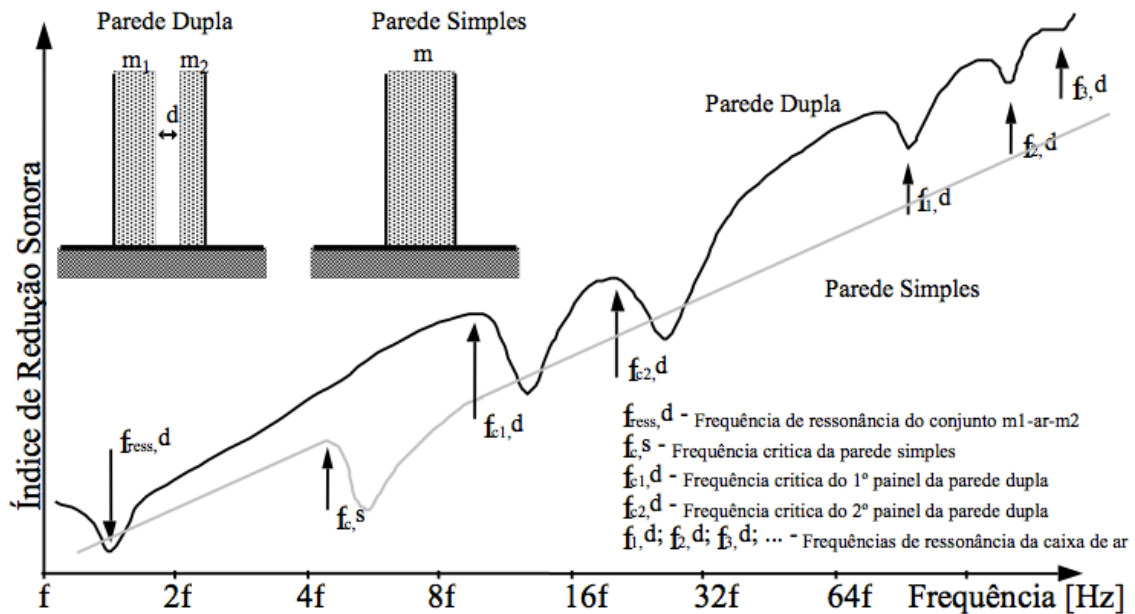 Parede Dupla
Parede Simples
m1
m2
m
d
Índice de Redução Sonora
fress,d
fc,s
fc1,d
fc2,d
Parede Dupla
f1,d
f2,d
f3,d
Parede Simples
fress,d - Frequência de ressonância do conjunto m1-ar-m2
fc,s - Frequência critica da parede simples
fc1,d - Frequência critica do 1º painel da parede dupla
fc2,d - Frequência critica do 2º painel da parede dupla
f1,d; f2,d; f3,d; ... - Frequências de ressonância da caixa de ar
f 2f 4f 8f 16f 32f 64f Frequência [Hz]